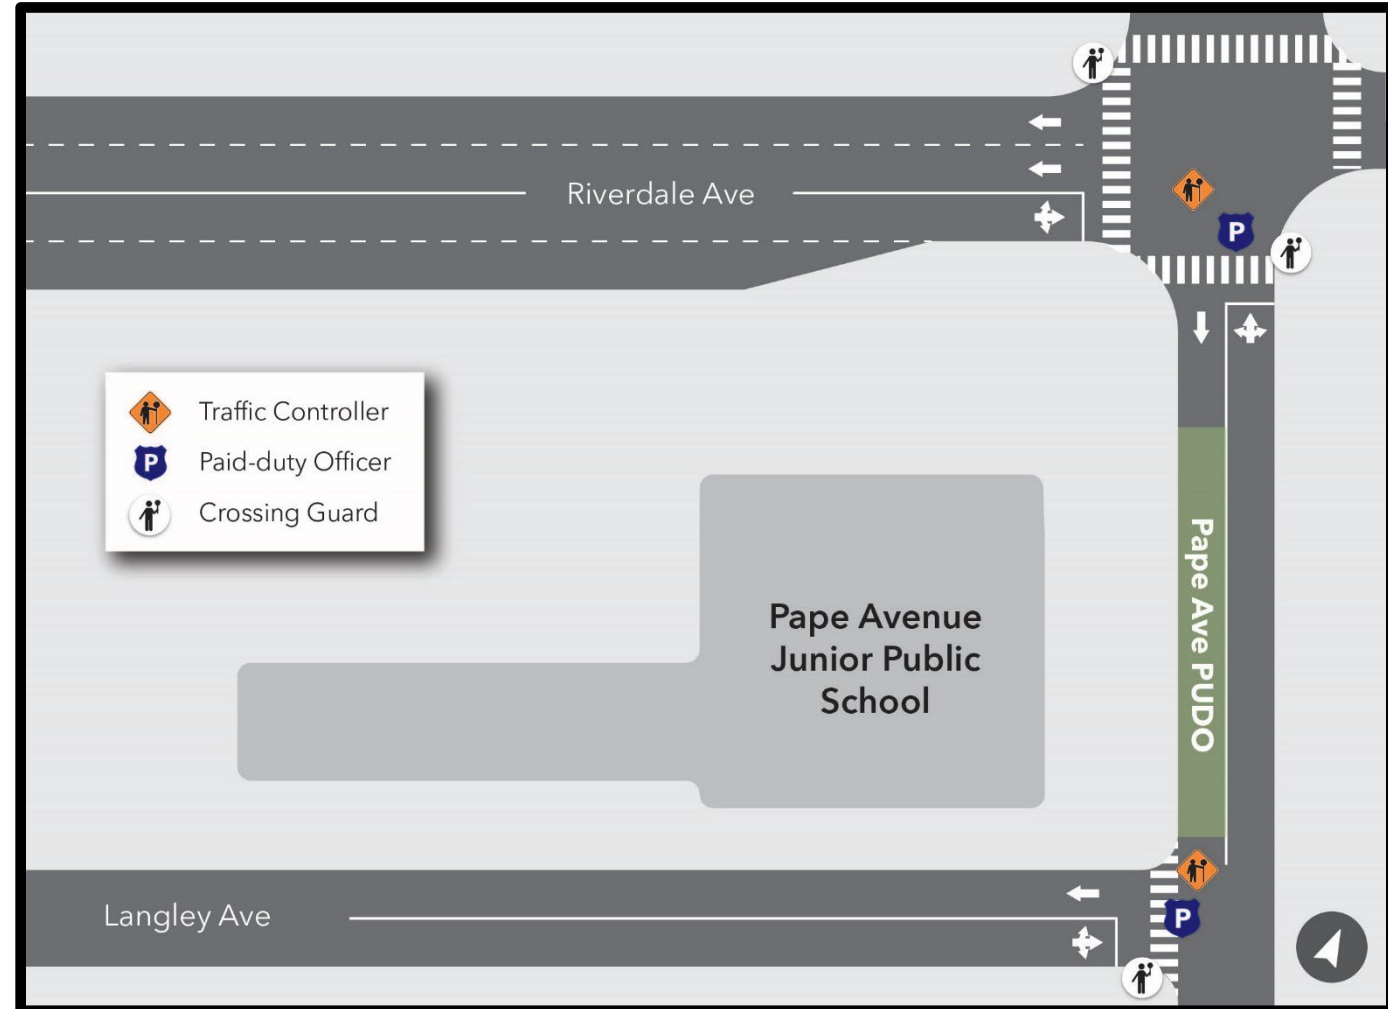 Riverdale Ave
P
Traffic Controller
P Paid-duty Officer
Crossing Guard
Pape Ave PUDO
Pape Avenue
Junior Public
School
Langley Ave
P